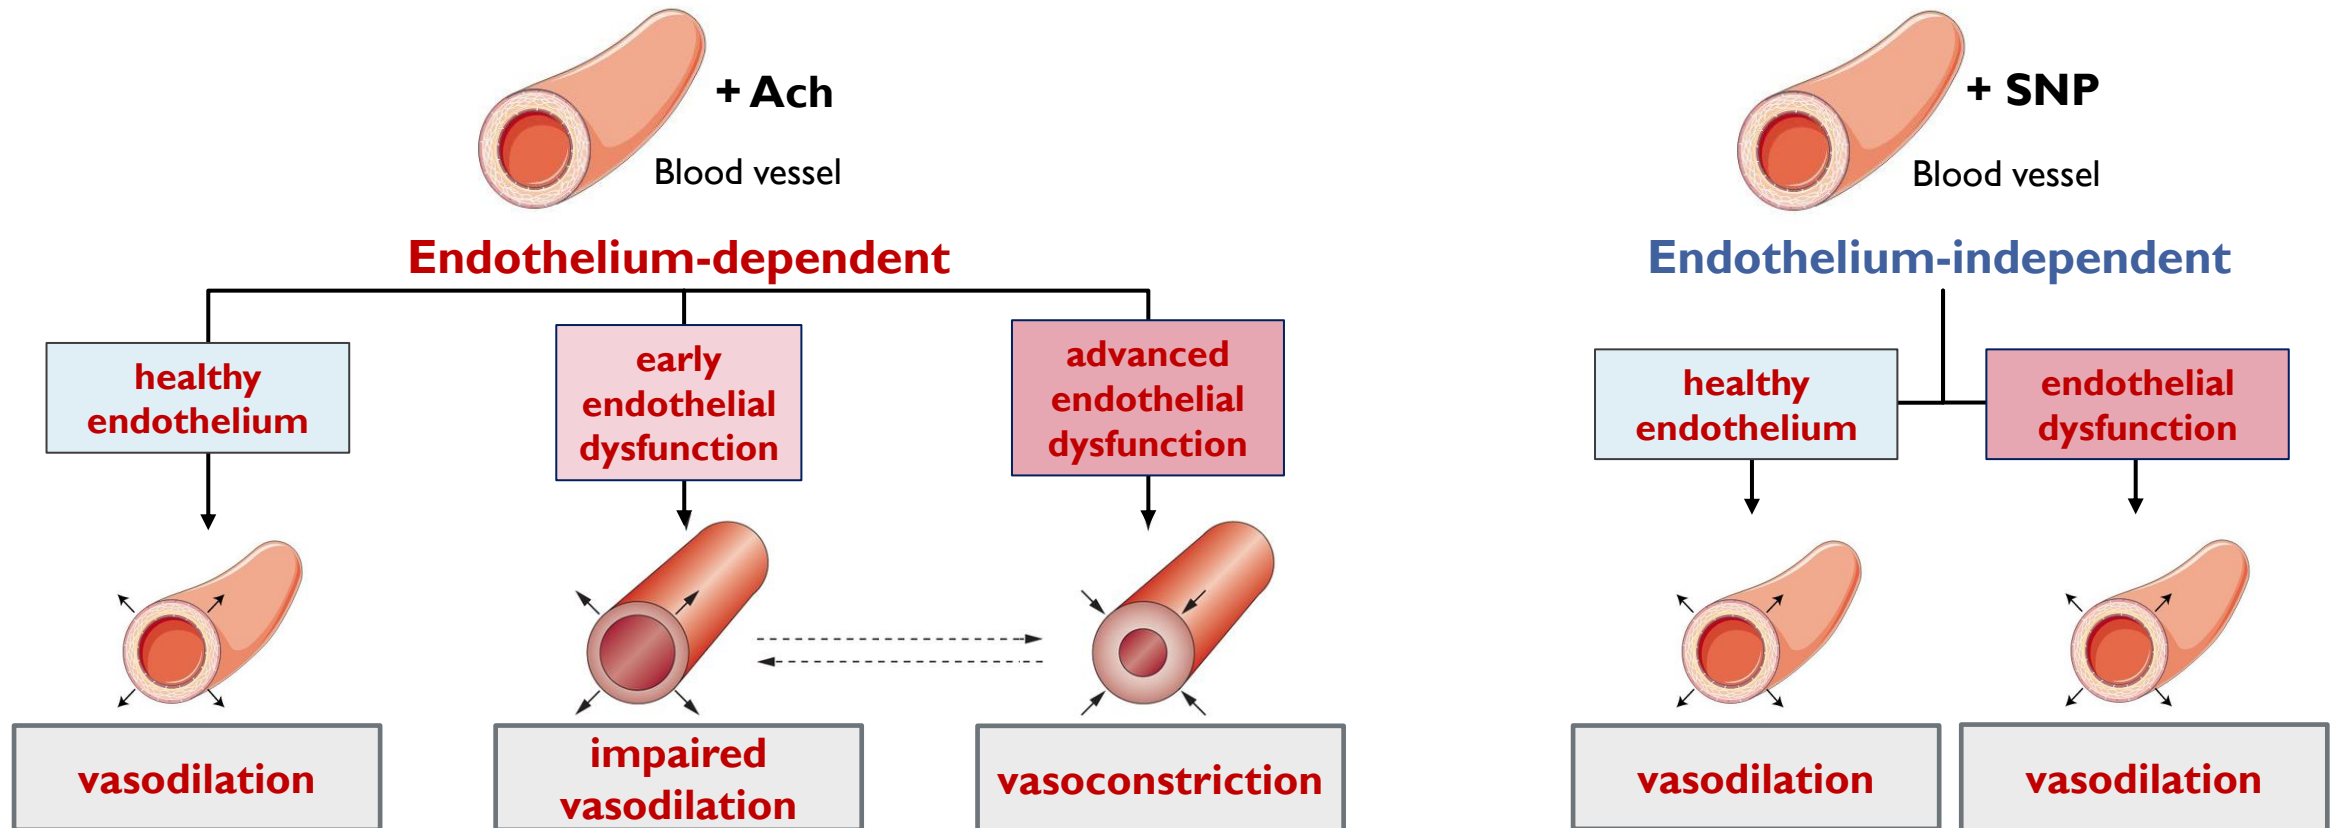 + Ach
Blood vessel
Endothelium-dependent
healthy
endothelium
early
endothelial
dysfunction
advanced
endothelial
dysfunction
vasodilation
impaired
vasodilation
vasoconstriction
+ SNP
Blood vessel
Endothelium-independent
healthy
endothelium
endothelial
dysfunction
vasodilation
vasodilation